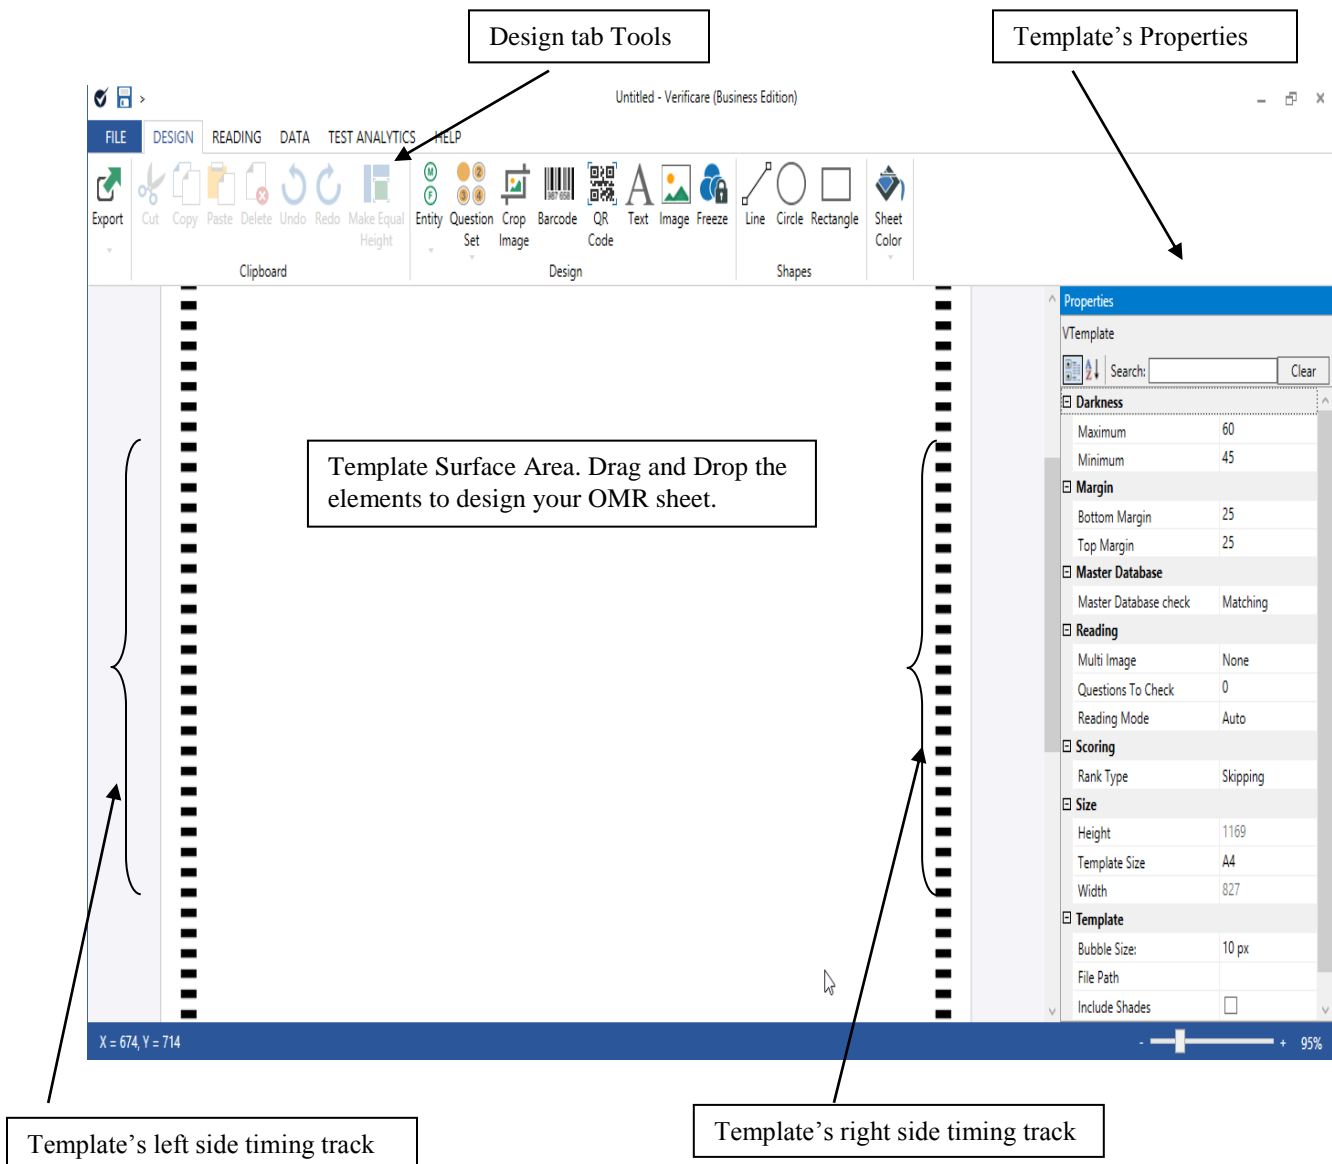 Design tab Tools
Template’s Properties
Untitled - Verificare (Business Edition)
FILE DESIGN READING DATA TEST ANALYTICS HELP
Export
Cut Copy Paste Delete Undo Redo Make Equal
Height
Clipboard
M
F
2
3 4
987 658
A
Entity Question Crop Barcode QR Text Image Freeze
Set Image Code
Design
Line Circle Rectangle
Shapes
Sheet
Color
Properties
VTemplate
A
Z
Search:
Clear
Darkness
Maximum 60
Minimum 45
Margin
Bottom Margin 25
Top Margin 25
Master Database
Master Database check Matching
Reading
Multi Image None
Questions To Check 0
Reading Mode Auto
Scoring
Rank Type Skipping
Size
Height 1169
Template Size A4
Width 827
Template
Bubble Size: 10 px
File Path
Include Shades
Template Surface Area. Drag and Drop the
elements to design your OMR sheet.
X = 674, Y = 714
- + 95%
Template’s left side timing track
Template’s right side timing track